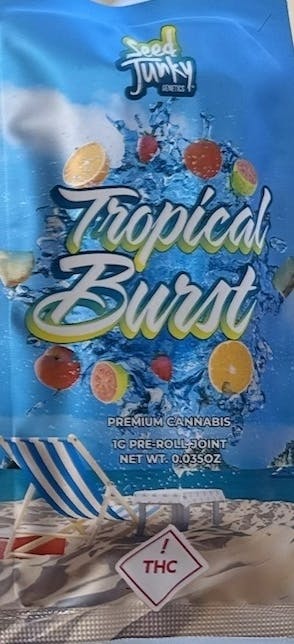 Seed
Junky
GENETICS
Tropical
Burst
PREMIUM CANNABIS
1G PRE-ROLL JOINT
NET WT. 0.035OZ
!
THC